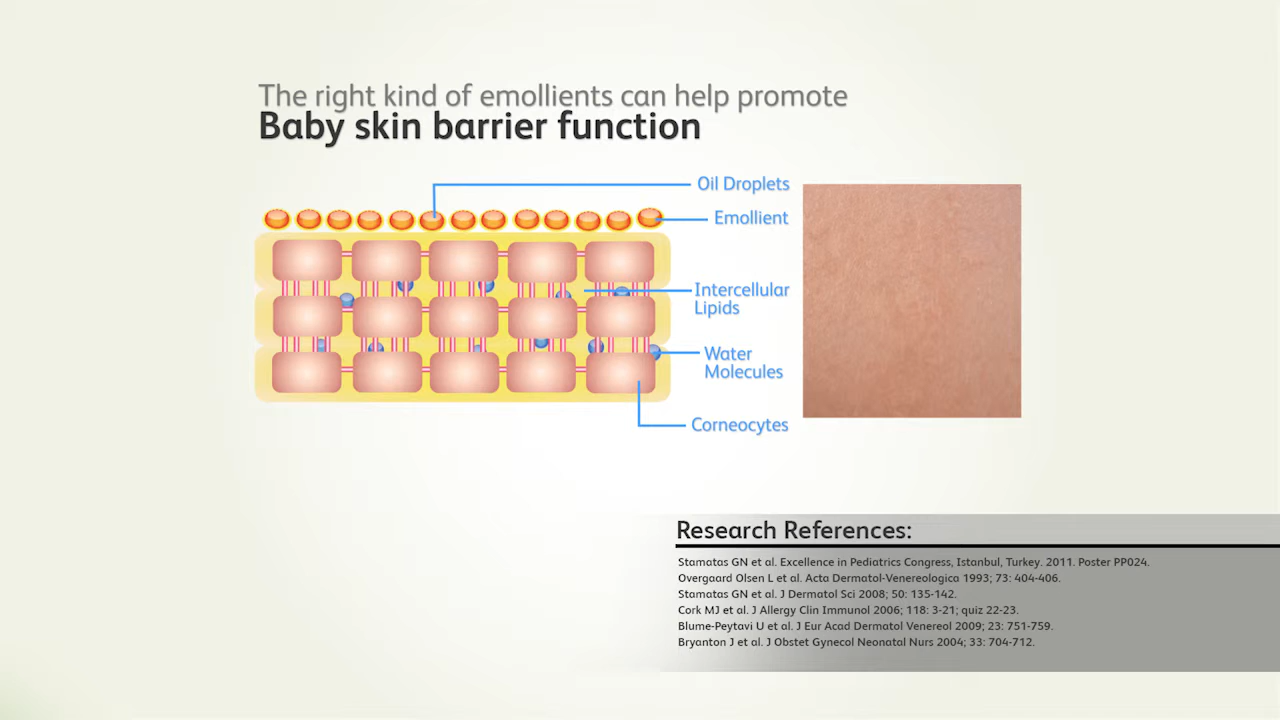 The right kind of emollients can help promote
Baby skin barrier function
Oil Droplets
Emollient
Intercellular
Lipids
Water
Molecules
Corneocytes
Research References:
Stamatas GN et al. Excellence in Pediatrics Congress, Istanbul, Turkey. 2011. Poster PP024.
Overgaard Olsen L et al. Acta Dermatol-Venereologica 1993; 73: 404-406.
Stamatas GN et al. J Dermatol Sci 2008; 50: 135-142.
Cork MJ et al. J Allergy Clin Immunol 2006; 118: 3-21; quiz 22-23.
Blume-Peytavi U et al. J Eur Acad Dermatol Venereol 2009; 23: 751-759.
Bryanton J et al. J Obstet Gynecol Neonatal Nurs 2004; 33: 704-712.